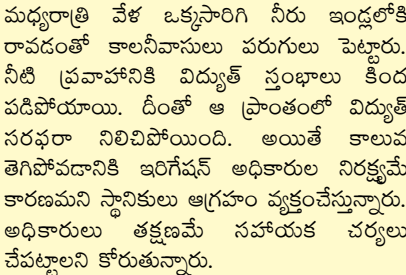 మధ్యరాత్రి వేళ ఒక్కసారిగి నీరు ఇండ్లలోకి
రావడంతో కాలనీవాసులు పరుగులు పెట్టారు.
నీటి ప్రవాహానికి విద్యుత్ స్తంభాలు కింద
పడిపోయాయి. దీంతో ఆ ప్రాంతంలో విద్యుత్
సరఫరా నిలిచిపోయింది. అయితే కాలువ
తెగిపోవడానికి ఇరిగేషన్ అధికారుల నిరక్ష్యమే
కారణమని స్థానికులు ఆగ్రహం వ్యక్తంచేస్తున్నారు.
అధికారులు తక్షణమే సహాయక చర్యలు
చేపట్టాలని కోరుతున్నారు.